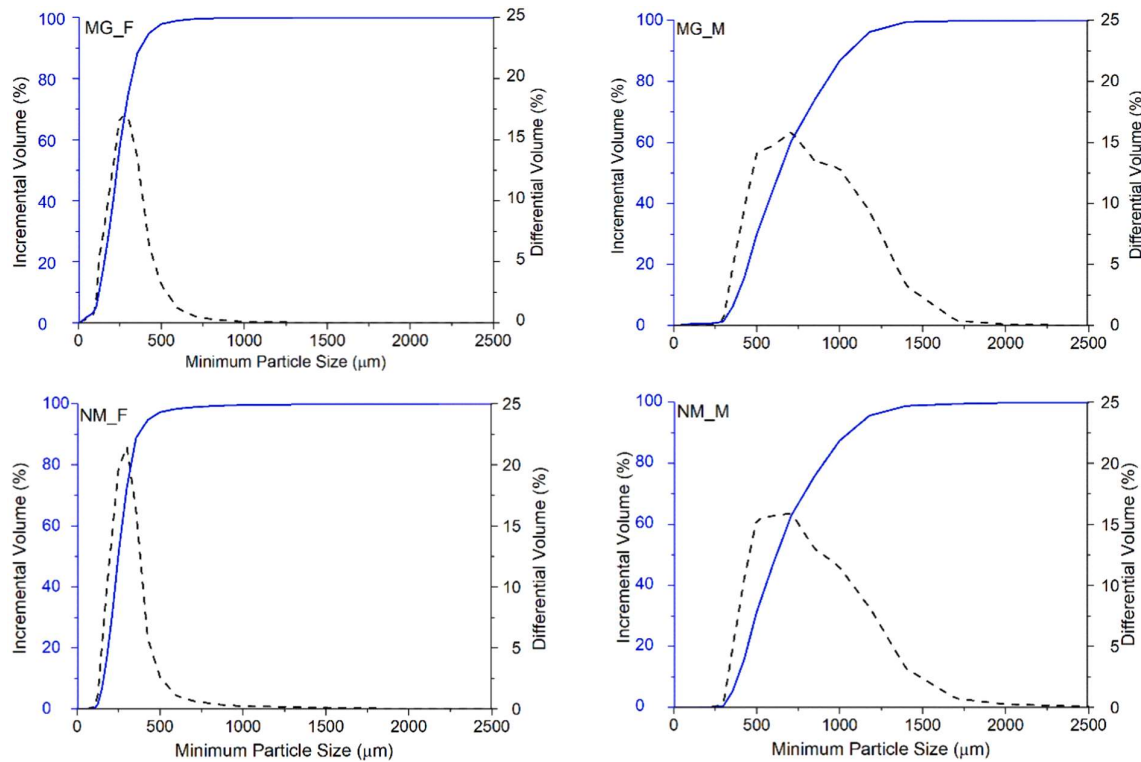 MG_F
100
80
60
40
20
0
Incremental Volume (%)
25
20
15
10
5
0
Differential Volume (%)
0 500 1000 1500 2000 2500
Minimum Particle Size (μm)
MG_M
100
80
60
40
20
0
Incremental Volume (%)
25
20
15
10
5
0
Differential Volume (%)
0 500 1000 1500 2000 2500
NM_F
100
80
60
40
20
0
Incremental Volume (%)
25
20
15
10
5
0
Differential Volume (%)
0 500 1000 1500 2000 2500
Minimum Particle Size (μm)
NM_M
100
80
60
40
20
0
Incremental Volume (%)
25
20
15
10
5
0
Differential Volume (%)
0 500 1000 1500 2000 2500
Minimum Particle Size (μm)